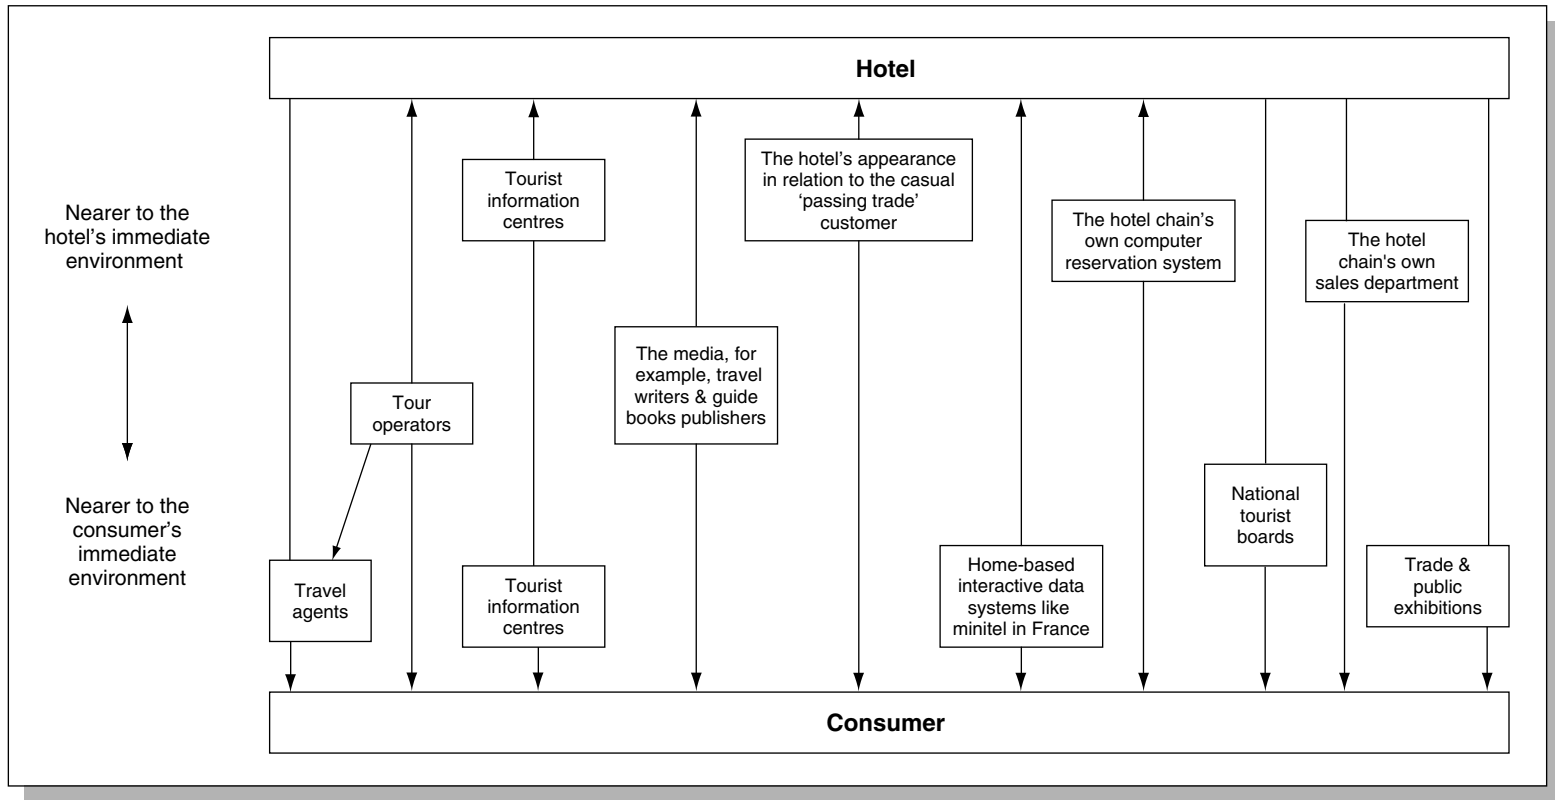 Hotel
Nearer to the
hotel’s immediate
environment
Nearer to the
consumer’s
immediate
environment
Travel
agents
Tour
operators
Tourist
information
centres
Tourist
information
centres
The media, for
example, travel
writers & guide
books publishers
The hotel’s appearance
in relation to the casual
‘passing trade’
customer
Home-based
interactive data
systems like
minitel in France
The hotel chain’s
own computer
reservation system
National
tourist
boards
The hotel
chain's own
sales department
Trade &
public
exhibitions
Consumer